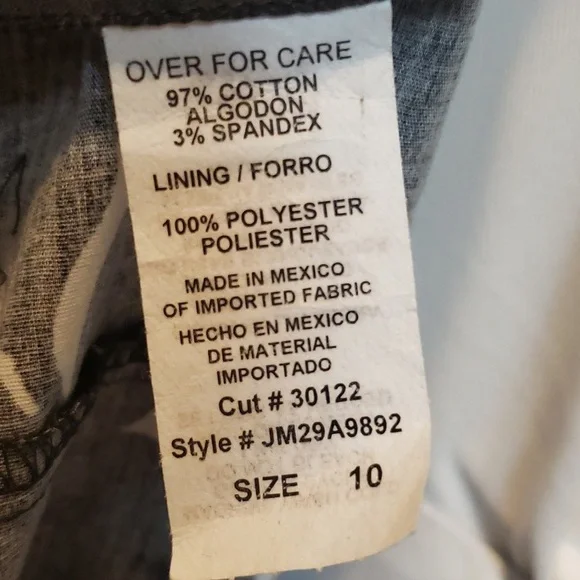 OVER FOR CARE
97% COTTON
ALGODON
3% SPANDEX
LINING / FORRO
100% POLYESTER
POLIESTER
MADE IN MEXICO
OF IMPORTED FABRIC
HECHO EN MEXICO
DE MATERIAL
IMPORTADO
Cut # 30122
Style # JM29A9892
SIZE 10